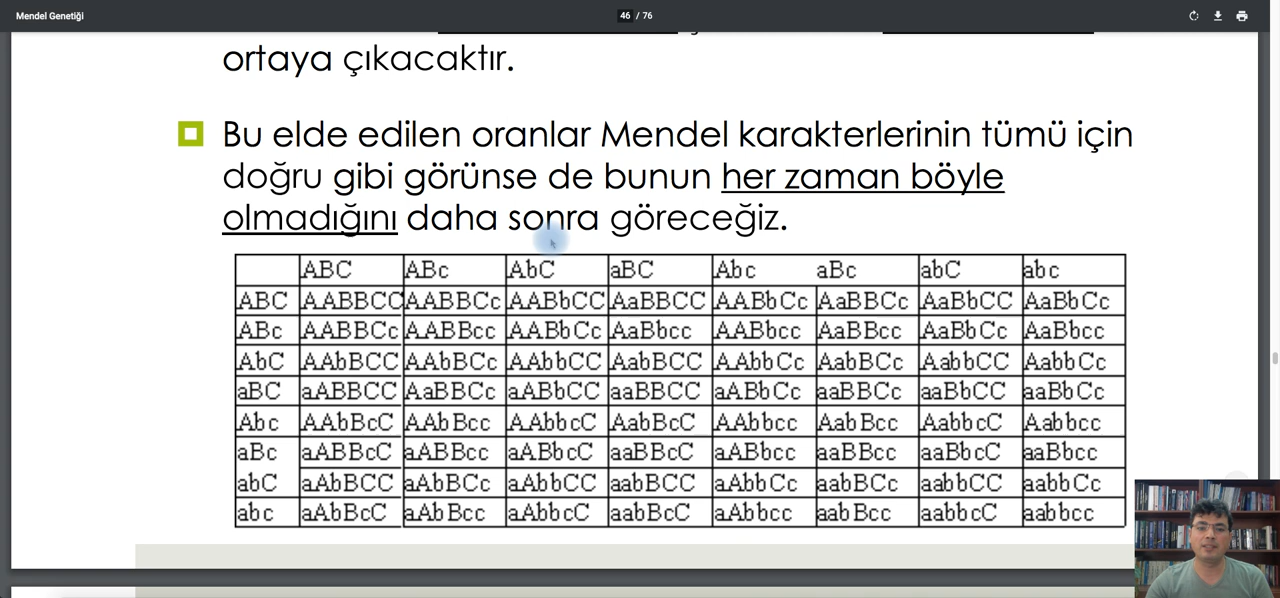 Mendel Genetiği
46 / 76
ortaya çıkacaktır.
Bu elde edilen oranlar Mendel karakterlerinin tümü için
doğru gibi görünse de bunun her zaman böyle
olmadığını daha sonra göreceğiz.
ABC ABc AbC aBC Abc aBc abC abc
ABC AABBCC AABBCc AABbCC AaBBCC AABbCc AaBBCc AaBbCC AaBbCc
ABc AABBCc AABBcc AABbCc AaBbcc AABbcc AaBBcc AaBbCc AaBbcc
AbC AAbBCC AAbBCc AAbbCC AabBCC AAbbCc AabBCc AabbCC AabbCc
aBC aABBCC AaBBCc aABbCC aaBBCC aABbCc aaBBCc aaBbCC aaBbCc
Abc AAbBcC AAbBcc AAbbcC AabBcC AAbbcc AabBcc AabbcC Aabbcc
aBc aABBcC aABBcc aABbcC aaBBcC aABbcc aaBBcc aaBbcC aaBbcc
abC aAbBCC aAbBCc aAbbCC aabBCC aAbbCc aabBCc aabbCC aabbCc
abc aAbBcC aAbBcc aAbbcC aabBcC aAbbcc aabBcc aabbcC aabbcc